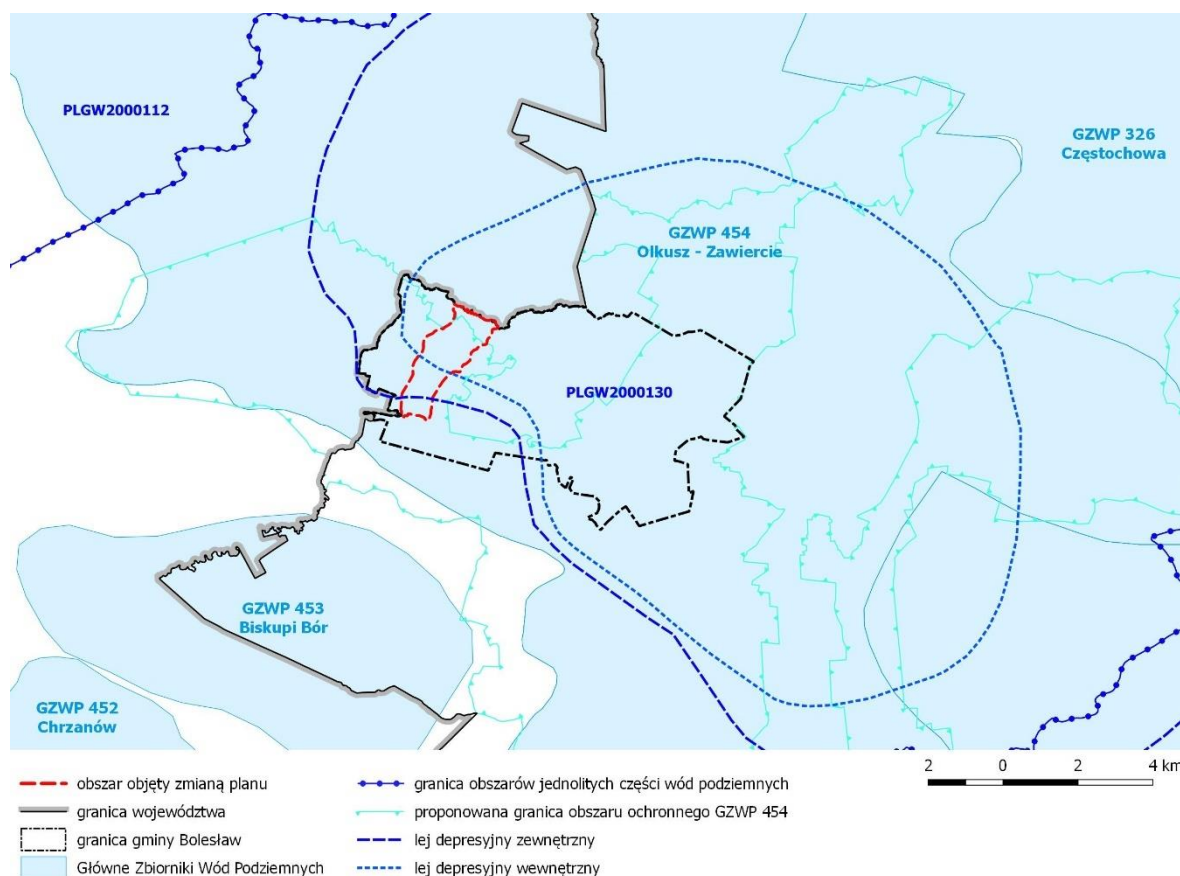 PLGW2000112
GZWP 326
Częstochowa
GZWP 454
Olkusz - Zawiercie
PLGW2000130
GZWP 453
Biskupi Bór
GZWP 452
Chrzanów
2 0 2 4 km
obszar objęty zmianą planu
granica województwa
granica gminy Bolesław
Główne Zbiorniki Wód Podziemnych
granica obszarów jednolitych części wód podziemnych
proponowana granica obszaru ochronnego GZWP 454
lej depresyjny zewnętrzny
lej depresyjny wewnętrzny